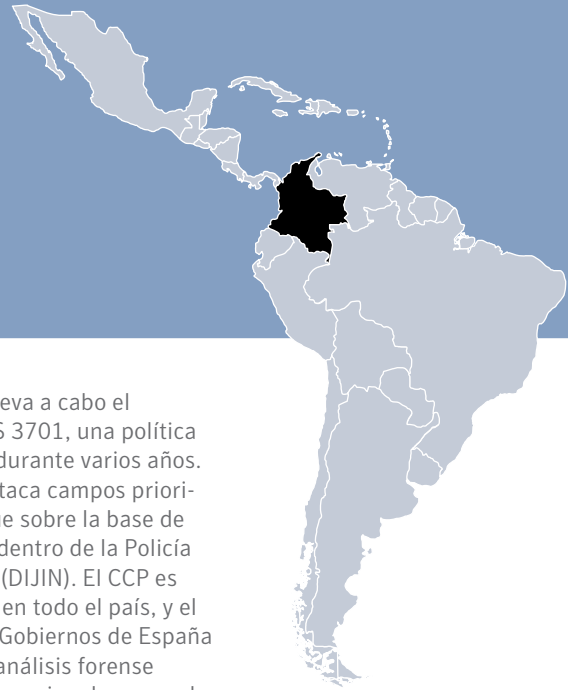 eva a cabo el
S 3701, una política
durante varios años.
taca campos priori-
ue sobre la base de
dentro de la Policía
(DIJIN). El CCP es
en todo el país, y el
Gobiernos de España
análisis forense